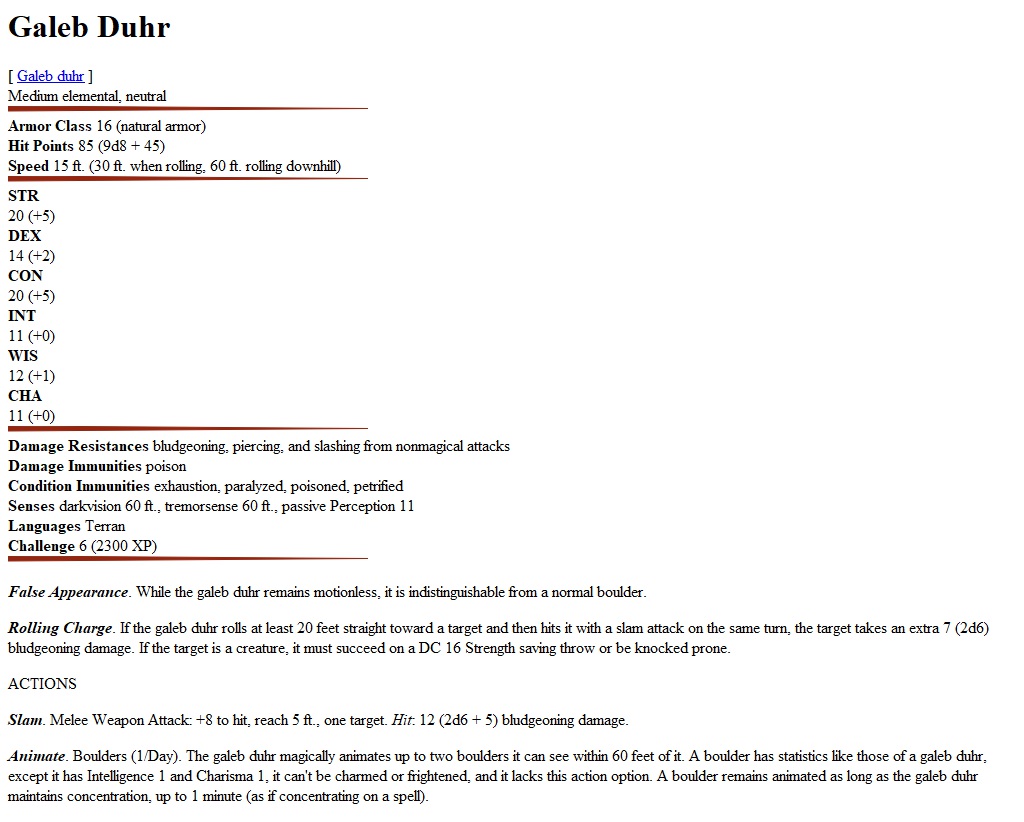 Galeb Duhr
[ Galeb duhr ]
Medium elemental, neutral
Armor Class 16 (natural armor)
Hit Points 85 (9d8 + 45)
Speed 15 ft. (30 ft. when rolling, 60 ft. rolling downhill)
STR
20 (+5)
DEX
14 (+2)
CON
20 (+5)
INT
11 (+0)
WIS
12 (+1)
CHA
11 (+0)
Damage Resistances bludgeoning, piercing, and slashing from nonmagical attacks
Damage Immunities poison
Condition Immunities exhaustion, paralyzed, poisoned, petrified
Senses darkvision 60 ft., tremorsense 60 ft., passive Perception 11
Languages Terran
Challenge 6 (2300 XP)
False Appearance. While the galeb duhr remains motionless, it is indistinguishable from a normal boulder.
Rolling Charge. If the galeb duhr rolls at least 20 feet straight toward a target and then hits it with a slam attack on the same turn, the target takes an extra 7 (2d6)
bludgeoning damage. If the target is a creature, it must succeed on a DC 16 Strength saving throw or be knocked prone.
ACTIONS
Slam. Melee Weapon Attack: +8 to hit, reach 5 ft., one target. Hit: 12 (2d6 + 5) bludgeoning damage.
Animate. Boulders (1/Day). The galeb duhr magically animates up to two boulders it can see within 60 feet of it. A boulder has statistics like those of a galeb duhr,
except it has Intelligence 1 and Charisma 1, it can't be charmed or frightened, and it lacks this action option. A boulder remains animated as long as the galeb duhr
maintains concentration, up to 1 minute (as if concentrating on a spell).